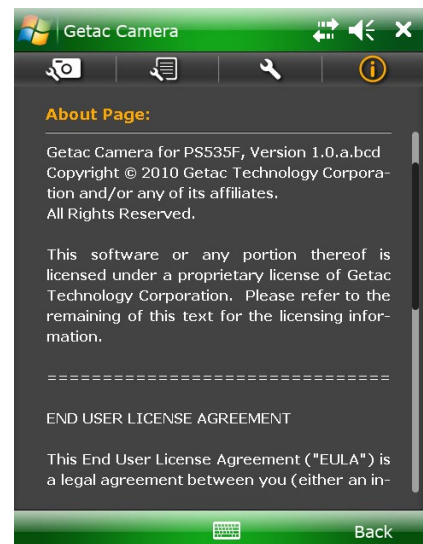 Getac Camera
About Page:
Getac Camera for PS535F, Version 1.0.a.bcd
Copyright © 2010 Getac Technology Corpora-
tion and/or any of its affiliates.
All Rights Reserved.
This software or any portion thereof is
licensed under a proprietary license of Getac
Technology Corporation. Please refer to the
remaining of this text for the licensing infor-
mation.
================================
END USER LICENSE AGREEMENT
This End User License Agreement ("EULA") is
a legal agreement between you (either an in-
Back